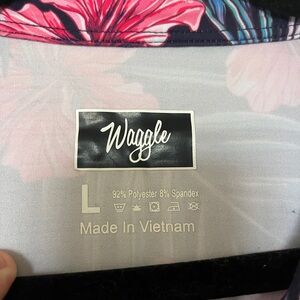 Waggle
L
92% Polyester 8% Spandex
Made In Vietnam